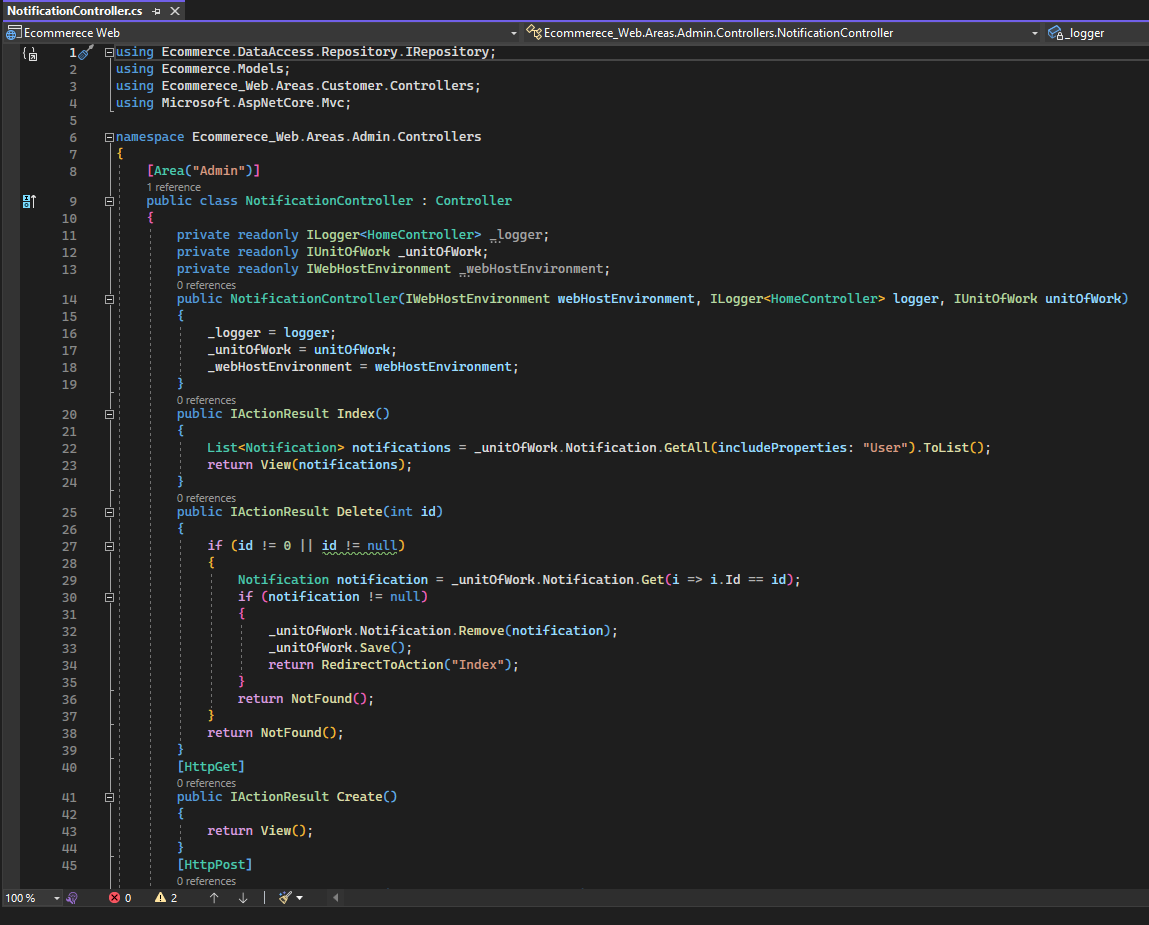 NotificationController.cs
Ecommerece Web Ecommerece_Web.Areas.Admin.Controllers.NotificationController _logger
1 using Ecommerce.DataAccess.Repository.IRepository;
2 using Ecommerce.Models;
3 using Ecommerece_Web.Areas.Customer.Controllers;
4 using Microsoft.AspNetCore.Mvc;
5
6 namespace Ecommerece_Web.Areas.Admin.Controllers
7 {
8 [Area("Admin")]
1 reference
9 public class NotificationController : Controller
10 {
11 private readonly ILogger<HomeController> _logger;
12 private readonly IUnitOfWork _unitOfWork;
13 private readonly IWebHostEnvironment _webHostEnvironment;
0 references
14 public NotificationController(IWebHostEnvironment webHostEnvironment, ILogger<HomeController> logger, IUnitOfWork unitOfWork)
15 {
16 _logger = logger;
17 _unitOfWork = unitOfWork;
18 _webHostEnvironment = webHostEnvironment;
19 }
0 references
20 public IActionResult Index()
21 {
22 List<Notification> notifications = _unitOfWork.Notification.GetAll(includeProperties: "User").ToList();
23 return View(notifications);
24 }
0 references
25 public IActionResult Delete(int id)
26 {
27 if (id != 0 || id != null)
28 {
29 Notification notification = _unitOfWork.Notification.Get(i => i.Id == id);
30 if (notification != null)
31 {
32 _unitOfWork.Notification.Remove(notification);
33 _unitOfWork.Save();
34 return RedirectToAction("Index");
35 }
36 return NotFound();
37 }
38 return NotFound();
39 }
40 [HttpGet]
0 references
41 public IActionResult Create()
42 {
43 return View();
44 }
45 [HttpPost]
0 references
100 % 0 2